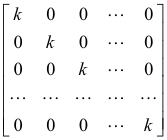 k 0 0 ⋯ 0
0 k 0 ⋯ 0
0 0 k ⋯ 0
⋯ ⋯ ⋯ ⋯ ⋯
0 0 0 ⋯ k